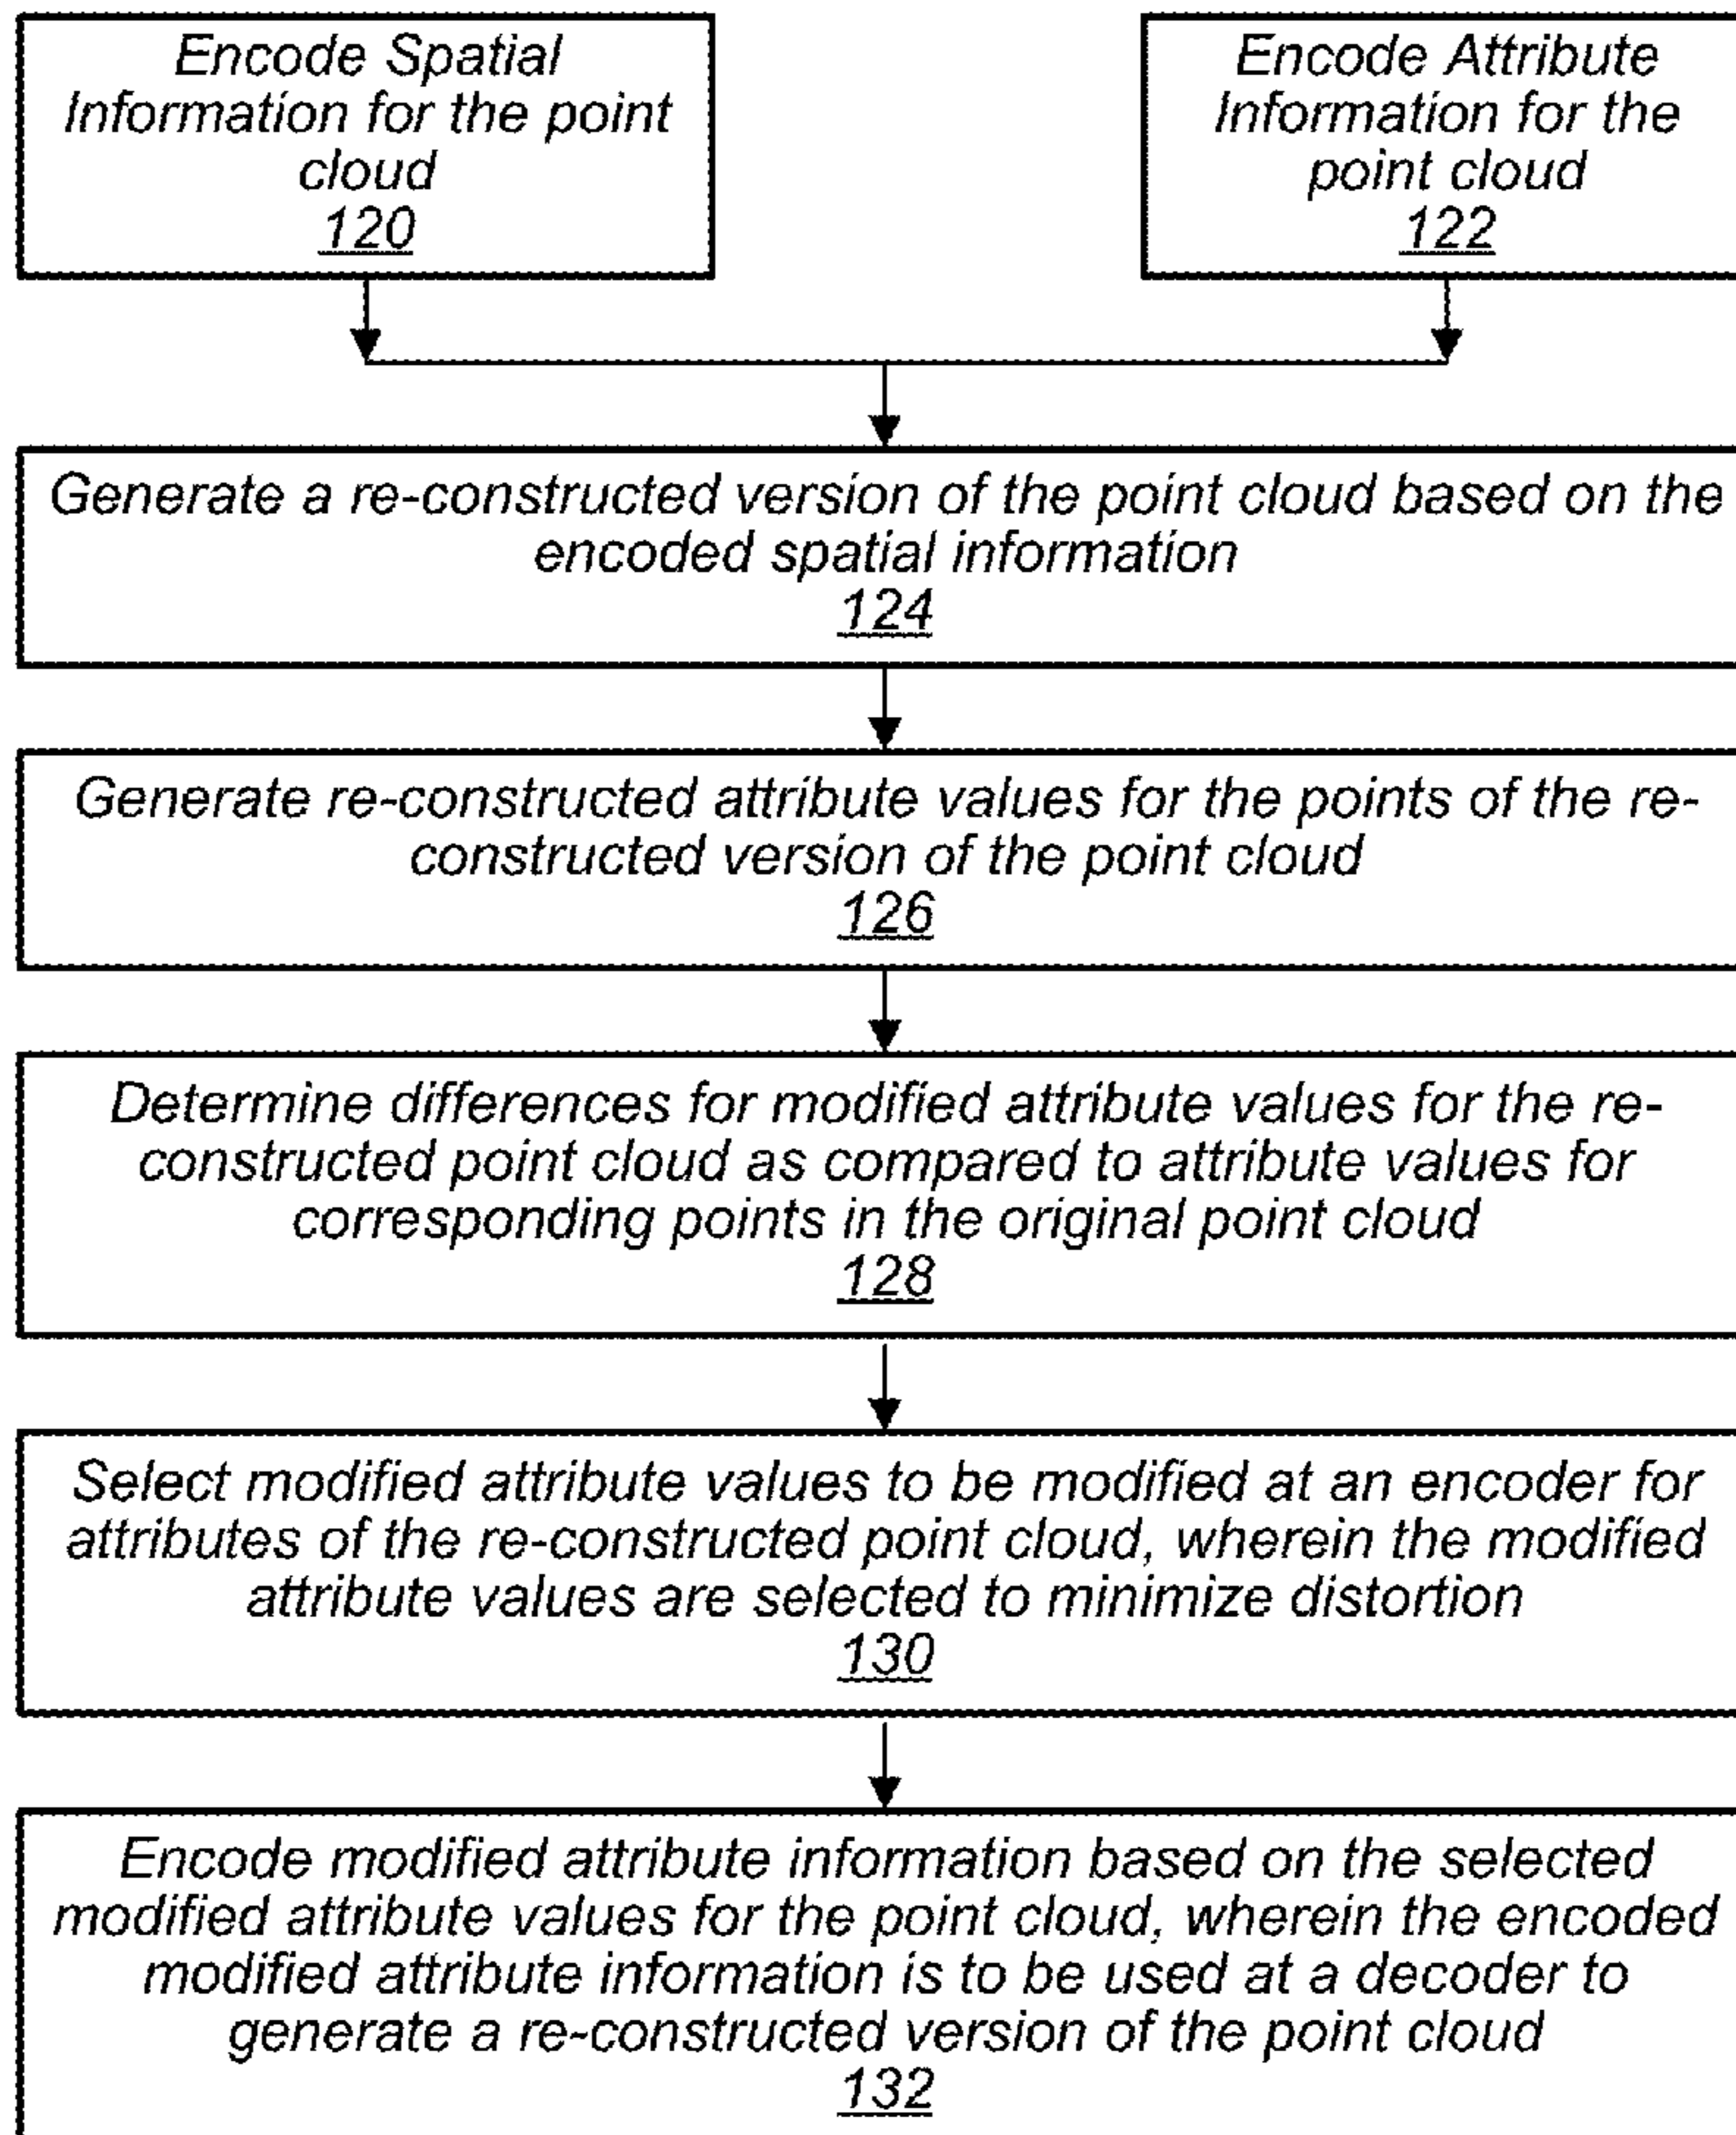 Encode Spatial
Information for the point
cloud
120
Encode Attribute
Information for the
point cloud
122
Generate a re-constructed version of the point cloud based on the
encoded spatial information
124
Generate re-constructed attribute values for the points of the re-
constructed version of the point cloud
126
Determine differences for modified attribute values for the re-
constructed point cloud as compared to attribute values for
corresponding points in the original point cloud
128
Select modified attribute values to be modified at an encoder for
attributes of the re-constructed point cloud, wherein the modified
attribute values are selected to minimize distortion
130
Encode modified attribute information based on the selected
modified attribute values for the point cloud, wherein the encoded
modified attribute information is to be used at a decoder to
generate a re-constructed version of the point cloud
132